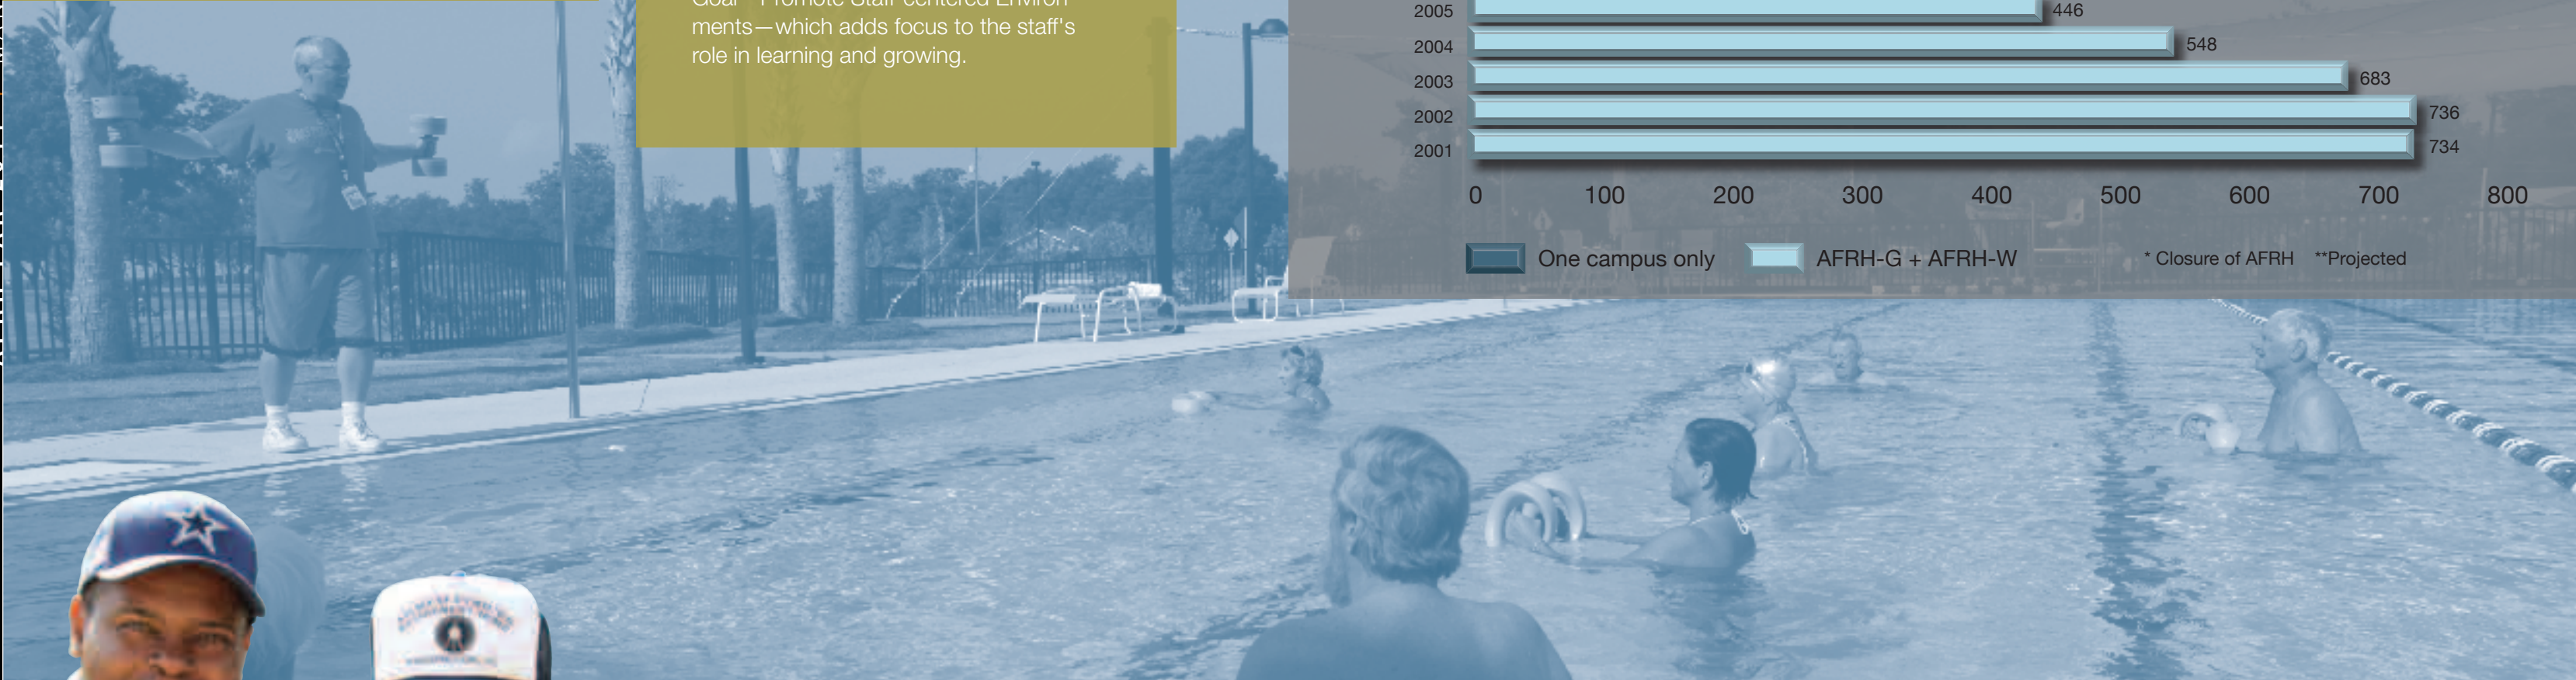 ments—which adds focus to the staff's
role in learning and growing.
2005 446
2004 548
2003 683
2002 736
2001 734
0 100 200 300 400 500 600 700 800
One campus only AFRH-G + AFRH-W * Closure of AFRH **Projected